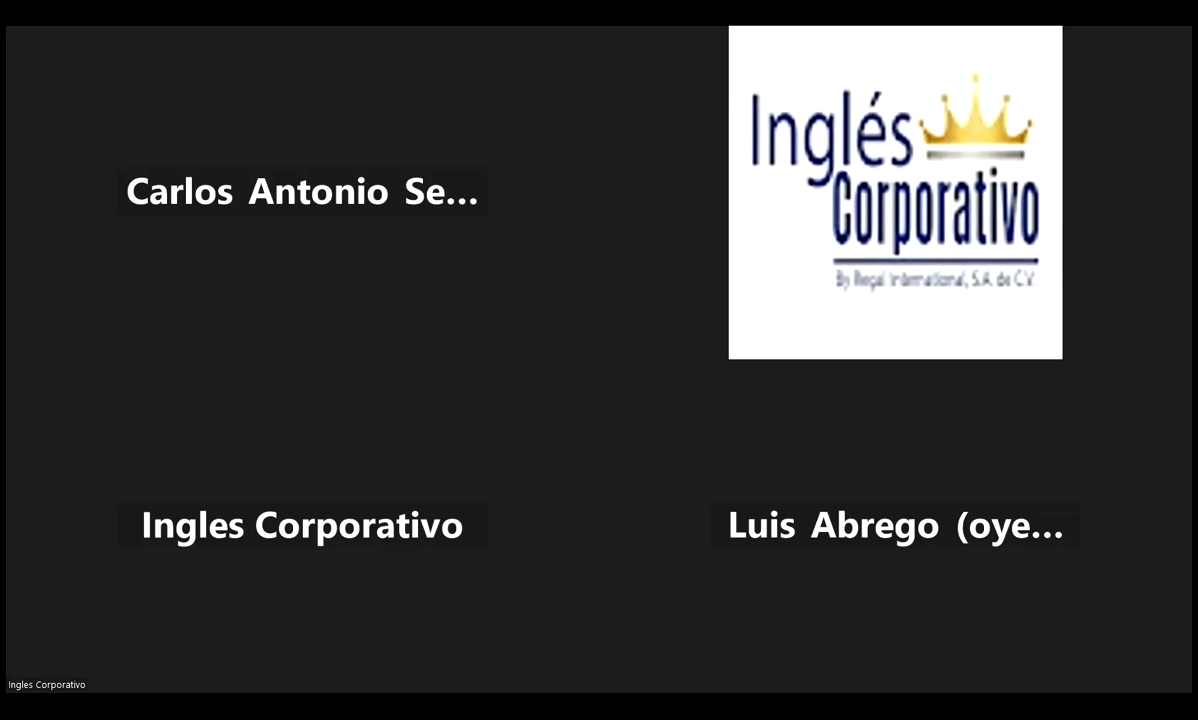 Carlos Antonio Se...
Inglés
Corporativo
By Regal International, S.A. de C.V.
Ingles Corporativo
Luis Abrego (oye...
Ingles Corporativo